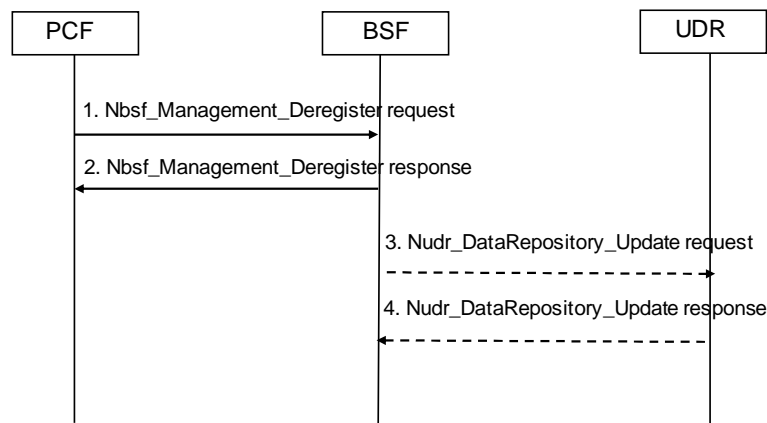 PCF
BSF
UDR
1. Nbsf_Management_Deregister request
2. Nbsf_Management_Deregister response
3. Nudr_DataRepository_Update request
4. Nudr_DataRepository_Update response